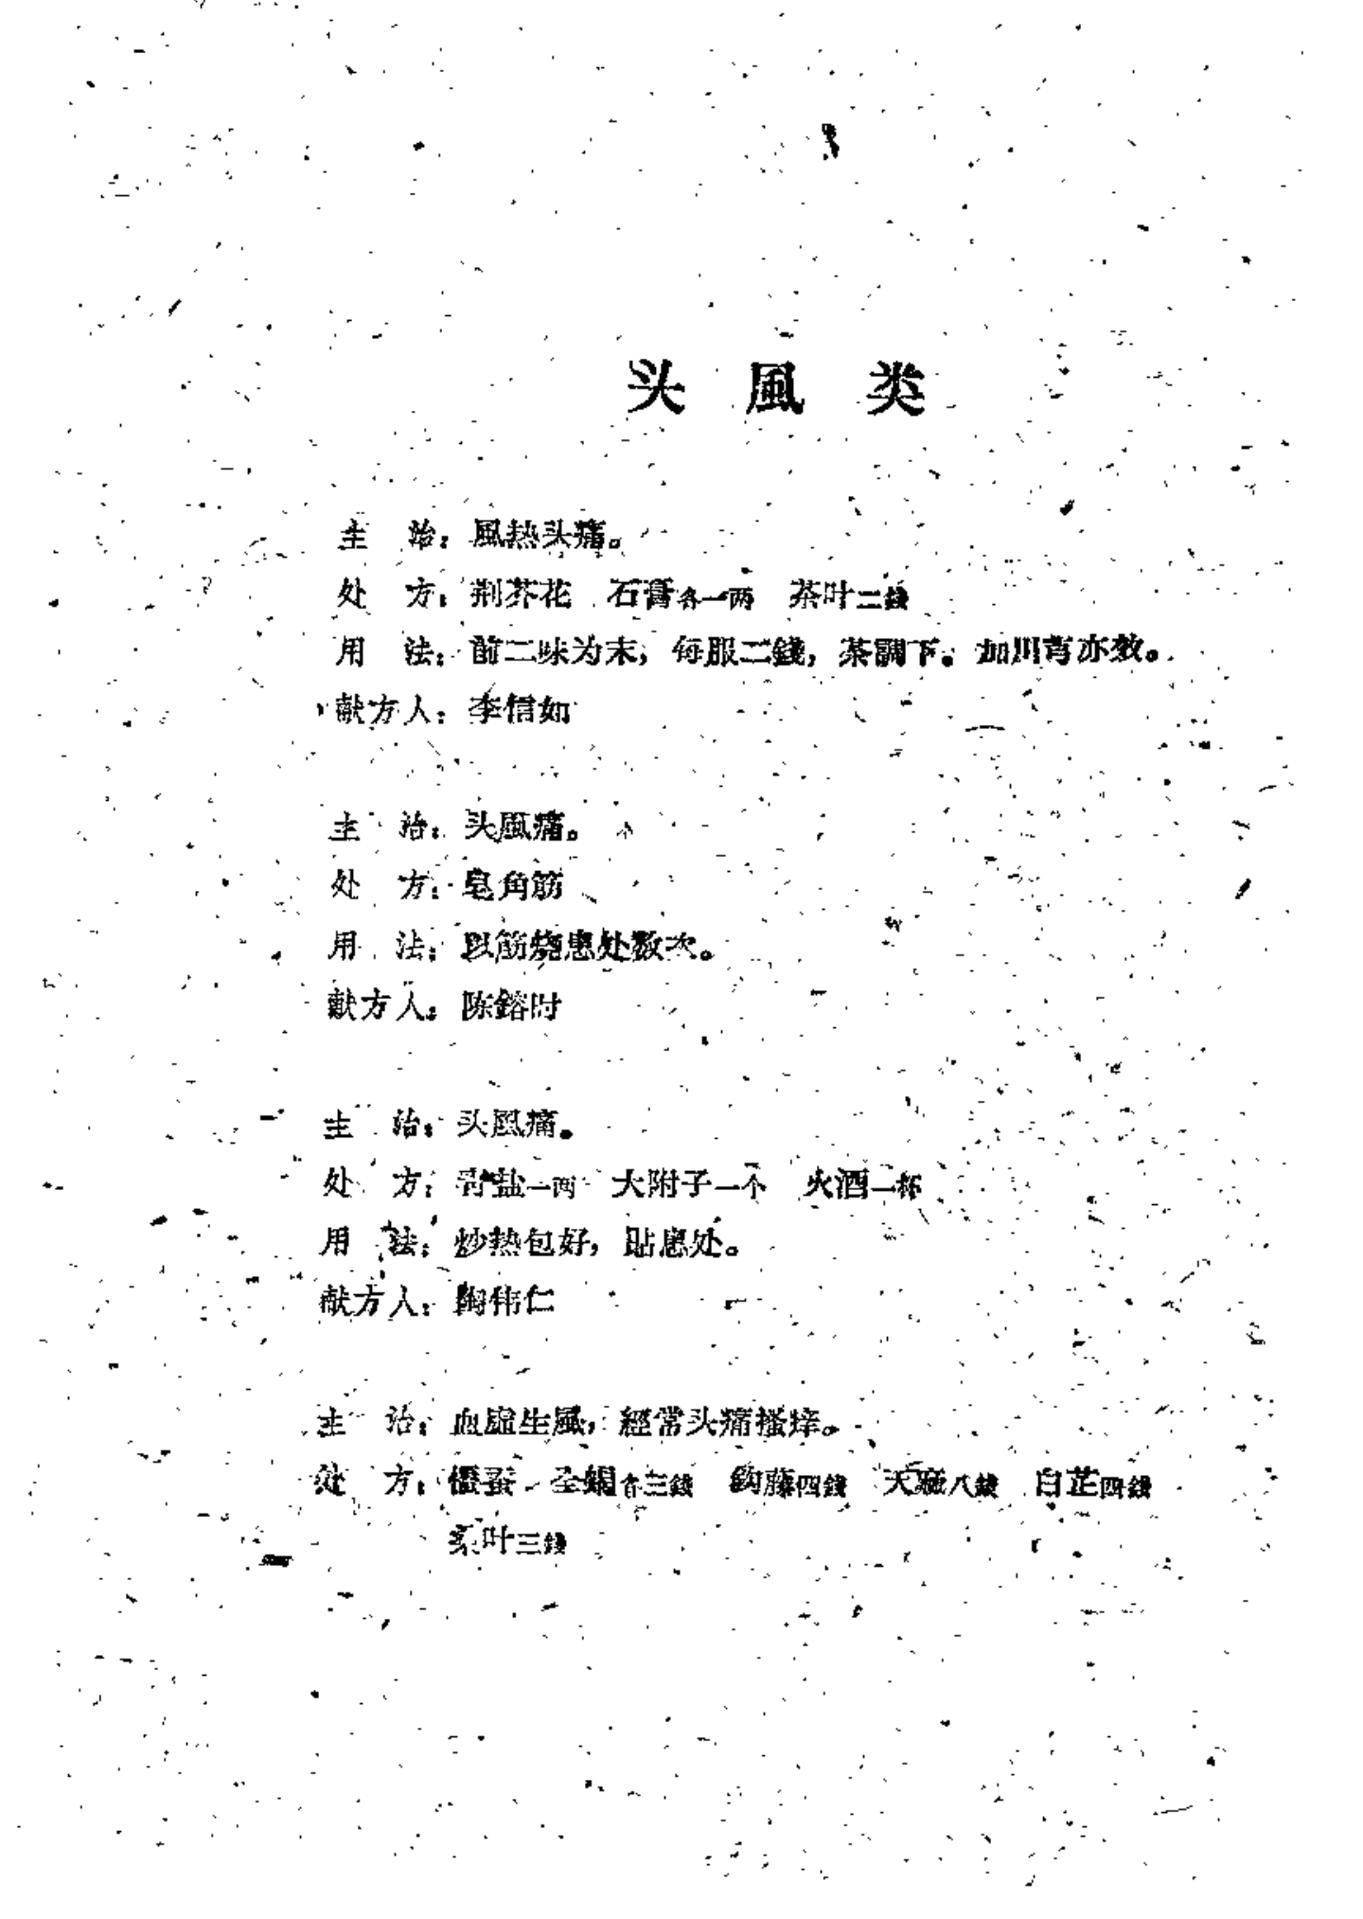 头風类
主 治：風热头痛。
处 方：荆芥花 石膏各一两 茶叶二錢
用 法：前二味为末，每服二錢，茶調下。加川芎亦效。
献方人：李信如
主 治：头風痛。
处 方：皂角筋
用 法：以筋烧患处数次。
献方人：陈鎔时
主 治：头風痛。
处 方：青盐一两 大附子一个 火酒一杯
用 法：炒热包好，贴患处。
献方人：陶伟仁
主 治：血虚生風，經常头痛搔痒。
处 方：僵蚕 全蝎各三錢 鈎藤四錢 天麻八錢 白芷四錢
茶叶三錢